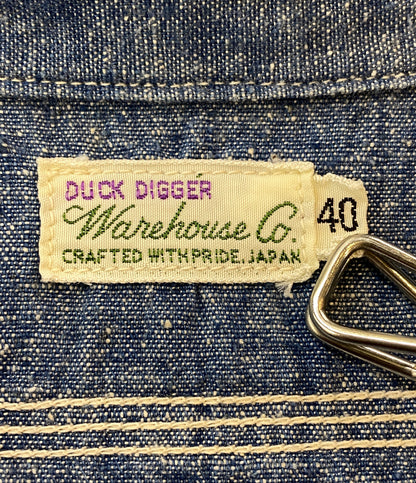 DUCK DIGGER
Warehouse Co.
CRAFTED WITH PRIDE. JAPAN
40